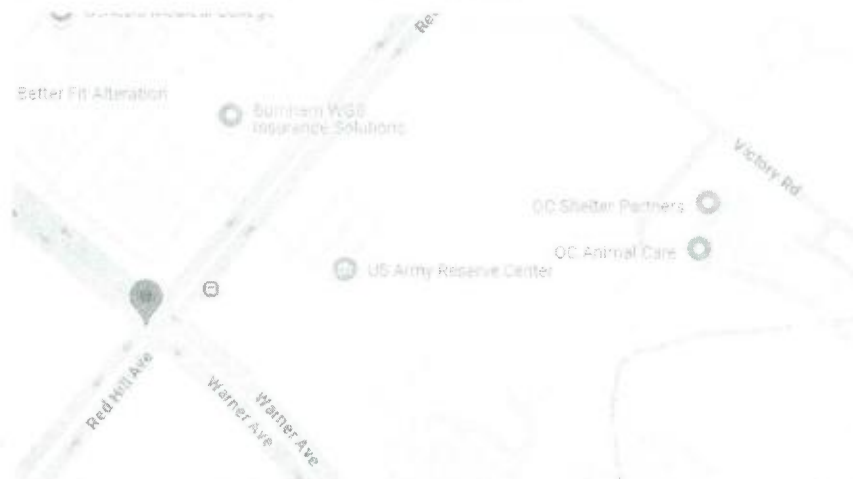 Re
Better Fit Alteration
Burnham WGB
Insurance Solutions
Victory Rd
OC Shelter Partners
OC Animal Care
US Army Reserve Center
Red Hill Ave
Warner Ave
Warner Ave